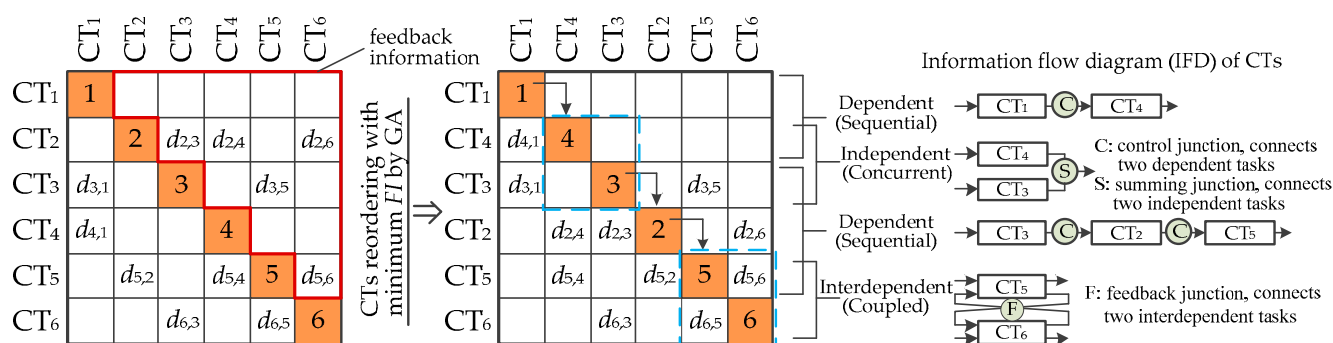 CT1 CT2 CT3 CT4 CT5 CT6
feedback
information
CT1 1
CT2 2 d2,3 d2,4 d2,6
CT3 d3,1 3 d3,5
CT4 d4,1 4
CT5 d5,2 d5,4 5 d5,6
CT6 d6,3 d6,5 6
CTs reordering with
minimum FI by GA
CT1 CT4 CT3 CT2 CT5 CT6
CT1 1
CT4 d4,1 4
CT3 d3,1 3 d3,5
CT2 d2,4 d2,3 2 d2,6
CT5 d5,4 d5,2 5 d5,6
CT6 d6,3 d6,5 6
Dependent
(Sequential)
Independent
(Concurrent)
Dependent
(Sequential)
Interdependent
(Coupled)
Information flow diagram (IFD) of CTs
CT1 C CT4
CT4
S
CT3
C: control junction, connects
two dependent tasks
S: summing junction, connects
two independent tasks
CT3 C CT2 C CT5
CT5
F
CT6
F: feedback junction, connects
two interdependent tasks